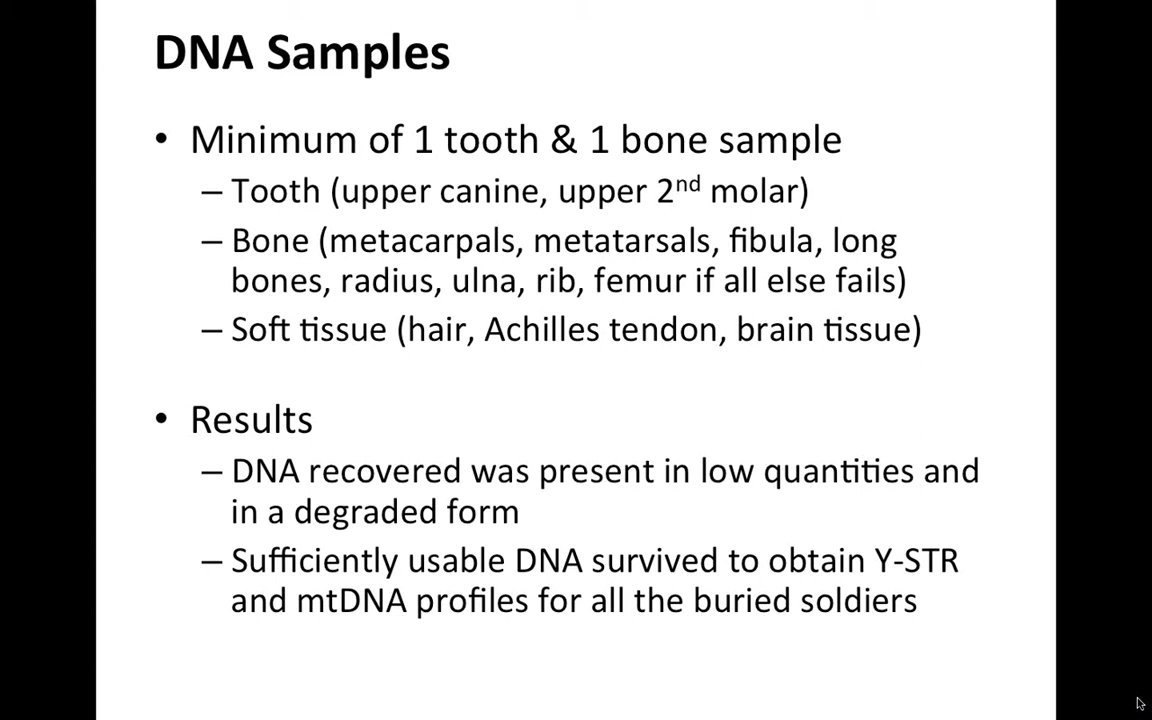 DNA Samples
• Minimum of 1 tooth & 1 bone sample
– Tooth (upper canine, upper 2nd molar)
– Bone (metacarpals, metatarsals, fibula, long
bones, radius, ulna, rib, femur if all else fails)
– Soft tissue (hair, Achilles tendon, brain tissue)
• Results
– DNA recovered was present in low quantities and
in a degraded form
– Sufficiently usable DNA survived to obtain Y-STR
and mtDNA profiles for all the buried soldiers